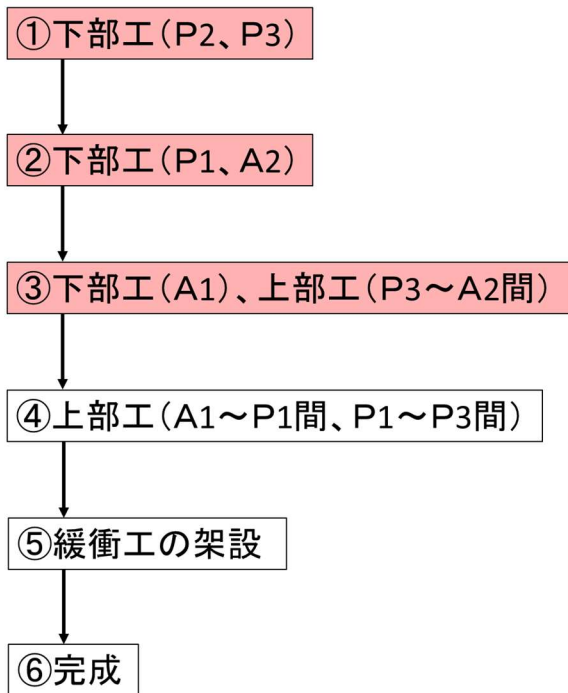 ①下部工（P2、P3）
②下部工（P1、A2）
③下部工（A1）、上部工（P3～A2間）
④上部工（A1～P1間、P1～P3間）
⑤緩衝工の架設
⑥完成